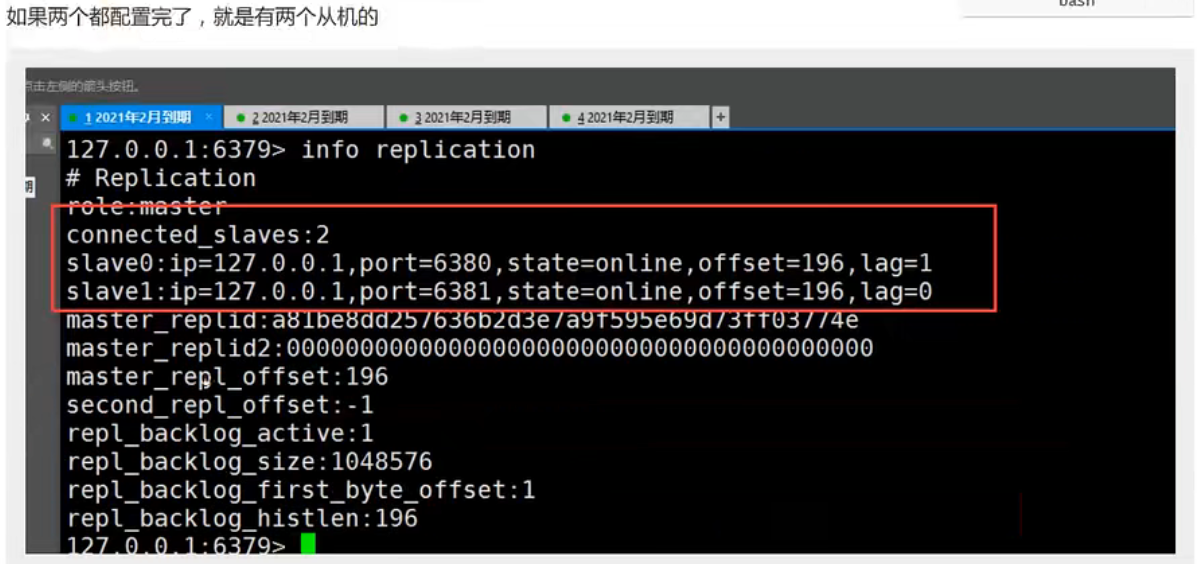 bash
如果两个都配置完了，就是有两个从机的
点击左侧的箭头按钮。
1 2021年2月到期 × 2 2021年2月到期 3 2021年2月到期 4 2021年2月到期 +
127.0.0.1:6379> info replication
# Replication
期
role:master
connected_slaves:2
slave0:ip=127.0.0.1,port=6380,state=online,offset=196,lag=1
slave1:ip=127.0.0.1,port=6381,state=online,offset=196,lag=0
master_replid:a81be8dd257636b2d3e7a9f595e69d73ff03774e
master_replid2:0000000000000000000000000000000000000000
master_repl_offset:196
second_repl_offset:-1
repl_backlog_active:1
repl_backlog_size:1048576
repl_backlog_first_byte_offset:1
repl_backlog_histlen:196
127.0.0.1:6379>